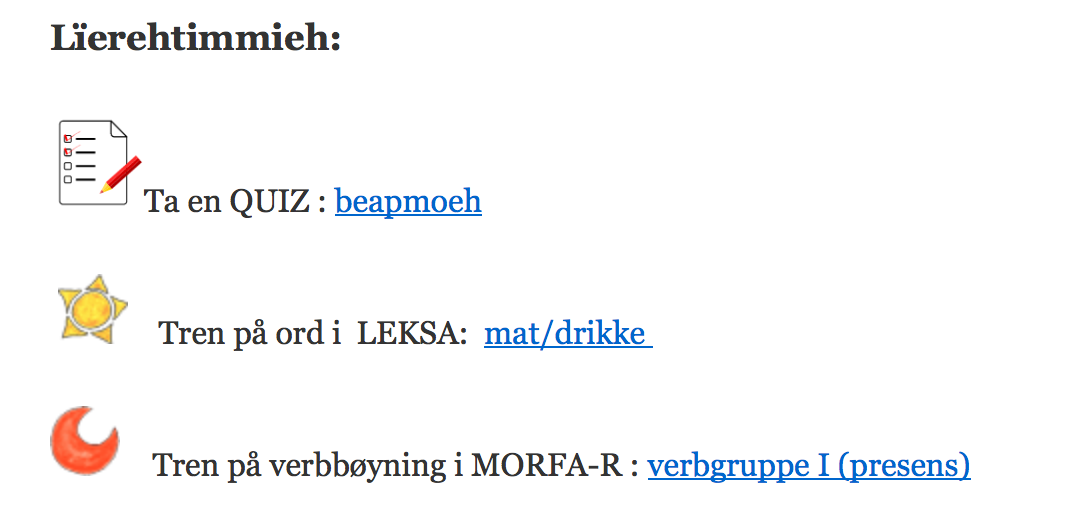 Lïerehtimmieh:
Ta en QUIZ : beapmoeh
Tren på ord i LEKSA: mat/drikke
Tren på verbbøyning i MORFA-R : verbgruppe I (presens)